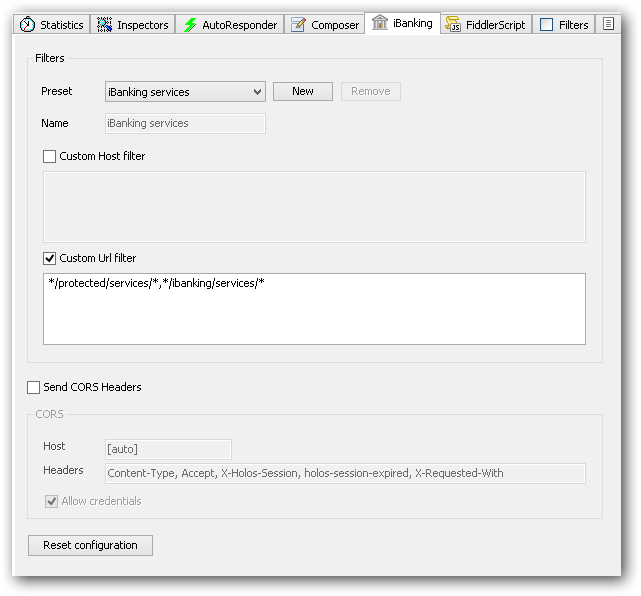 Statistics Inspectors AutoResponder Composer iBanking FiddlerScript Filters
Filters
Preset iBanking services New Remove
Name iBanking services
Custom Host filter
Custom Url filter
*/protected/services/*,*/ibanking/services/*
Send CORS Headers
CORS
Host [auto]
Headers Content-Type, Accept, X-Holos-Session, holos-session-expired, X-Requested-With
Allow credentials
Reset configuration